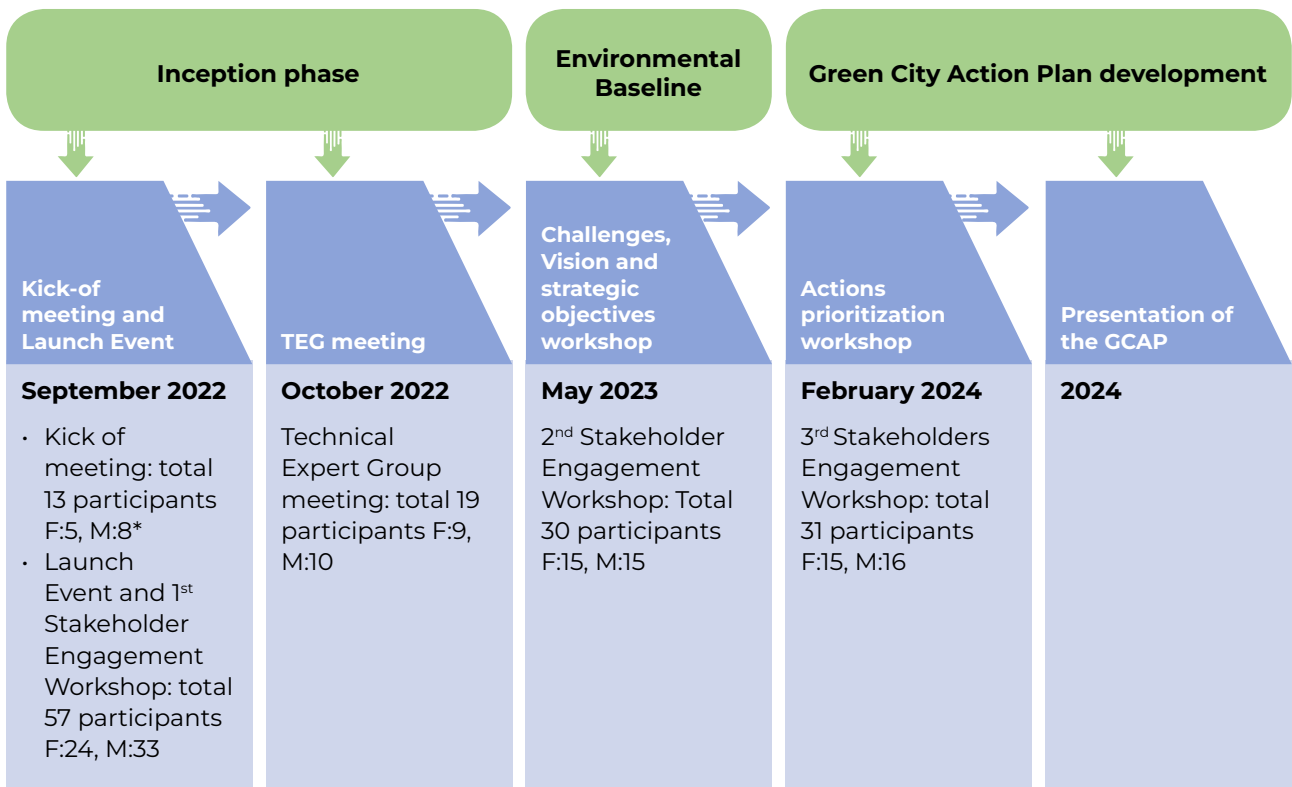 Inception phase
Environmental
Baseline
Green City Action Plan development
Kick-of
meeting and
Launch Event
TEG meeting
Challenges,
Vision and
strategic
objectives
workshop
Actions
prioritization
workshop
Presentation of
the GCAP
September 2022
• Kick of
meeting: total
13 participants
F:5, M:8*
• Launch
Event and 1st
Stakeholder
Engagement
Workshop: total
57 participants
F:24, M:33
October 2022
Technical
Expert Group
meeting: total 19
participants F:9,
M:10
May 2023
2nd Stakeholder
Engagement
Workshop: Total
30 participants
F:15, M:15
February 2024
3rd Stakeholders
Engagement
Workshop: total
31 participants
F:15, M:16
2024